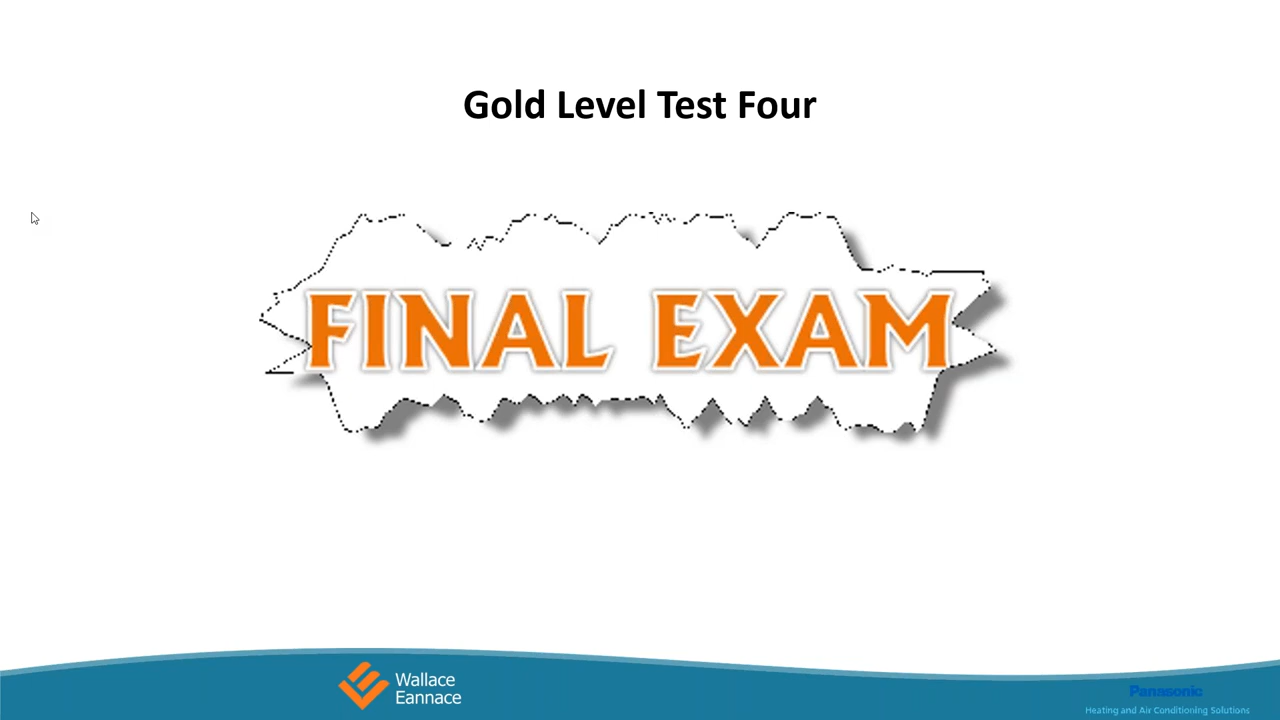 Gold Level Test Four
FINAL EXAM
Wallace
Eannace
Panasonic
Heating and Air Conditioning Solutions